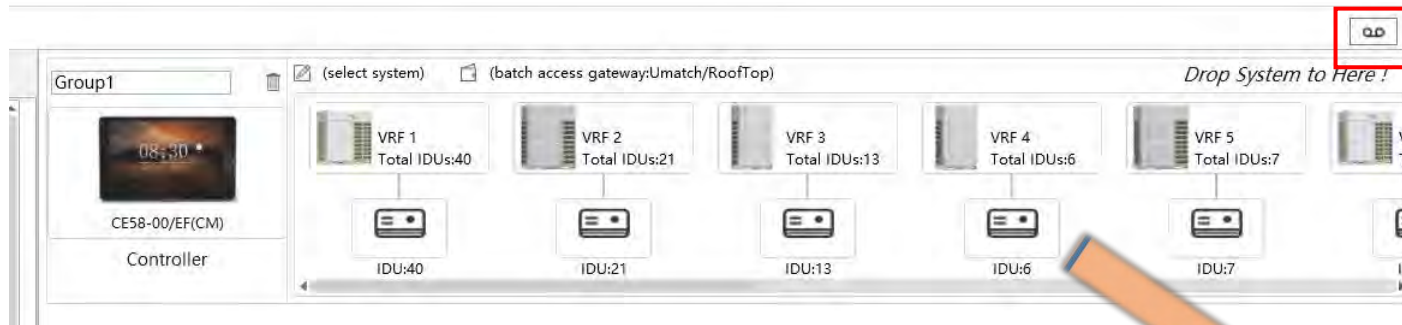 Group1
(select system)
(batch access gateway:Umatch/RoofTop)
Drop System to Here !
08:30
CE58-00/EF(CM)
Controller
VRF 1
Total IDUs:40
IDU:40
VRF 2
Total IDUs:21
IDU:21
VRF 3
Total IDUs:13
IDU:13
VRF 4
Total IDUs:6
IDU:6
VRF 5
Total IDUs:7
IDU:7